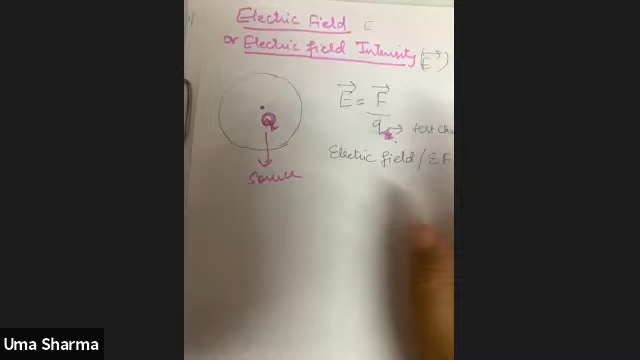 Electric Field E
or Electric field Intensity (E)
E = F
q → test cha
Q
Electric field / EF
Source
Uma Sharma